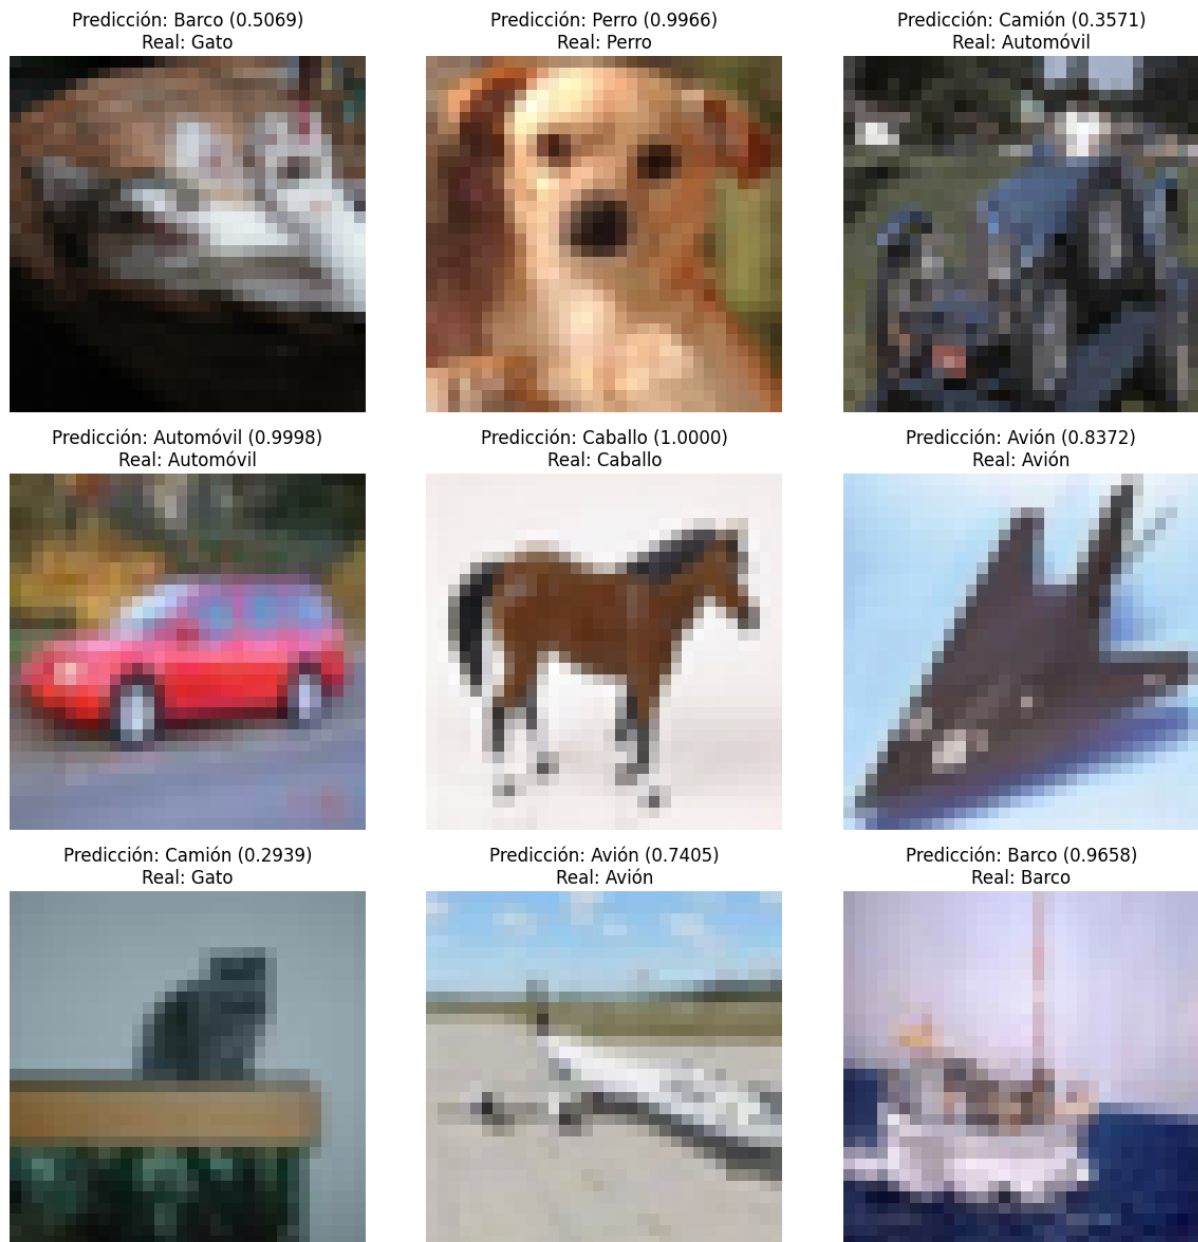 Predicción: Barco (0.5069)
Real: Gato
Predicción: Perro (0.9966)
Real: Perro
Predicción: Camión (0.3571)
Real: Automóvil
Predicción: Automóvil (0.9998)
Real: Automóvil
Predicción: Caballo (1.0000)
Real: Caballo
Predicción: Avión (0.8372)
Real: Avión
Predicción: Camión (0.2939)
Real: Gato
Predicción: Avión (0.7405)
Real: Avión
Predicción: Barco (0.9658)
Real: Barco